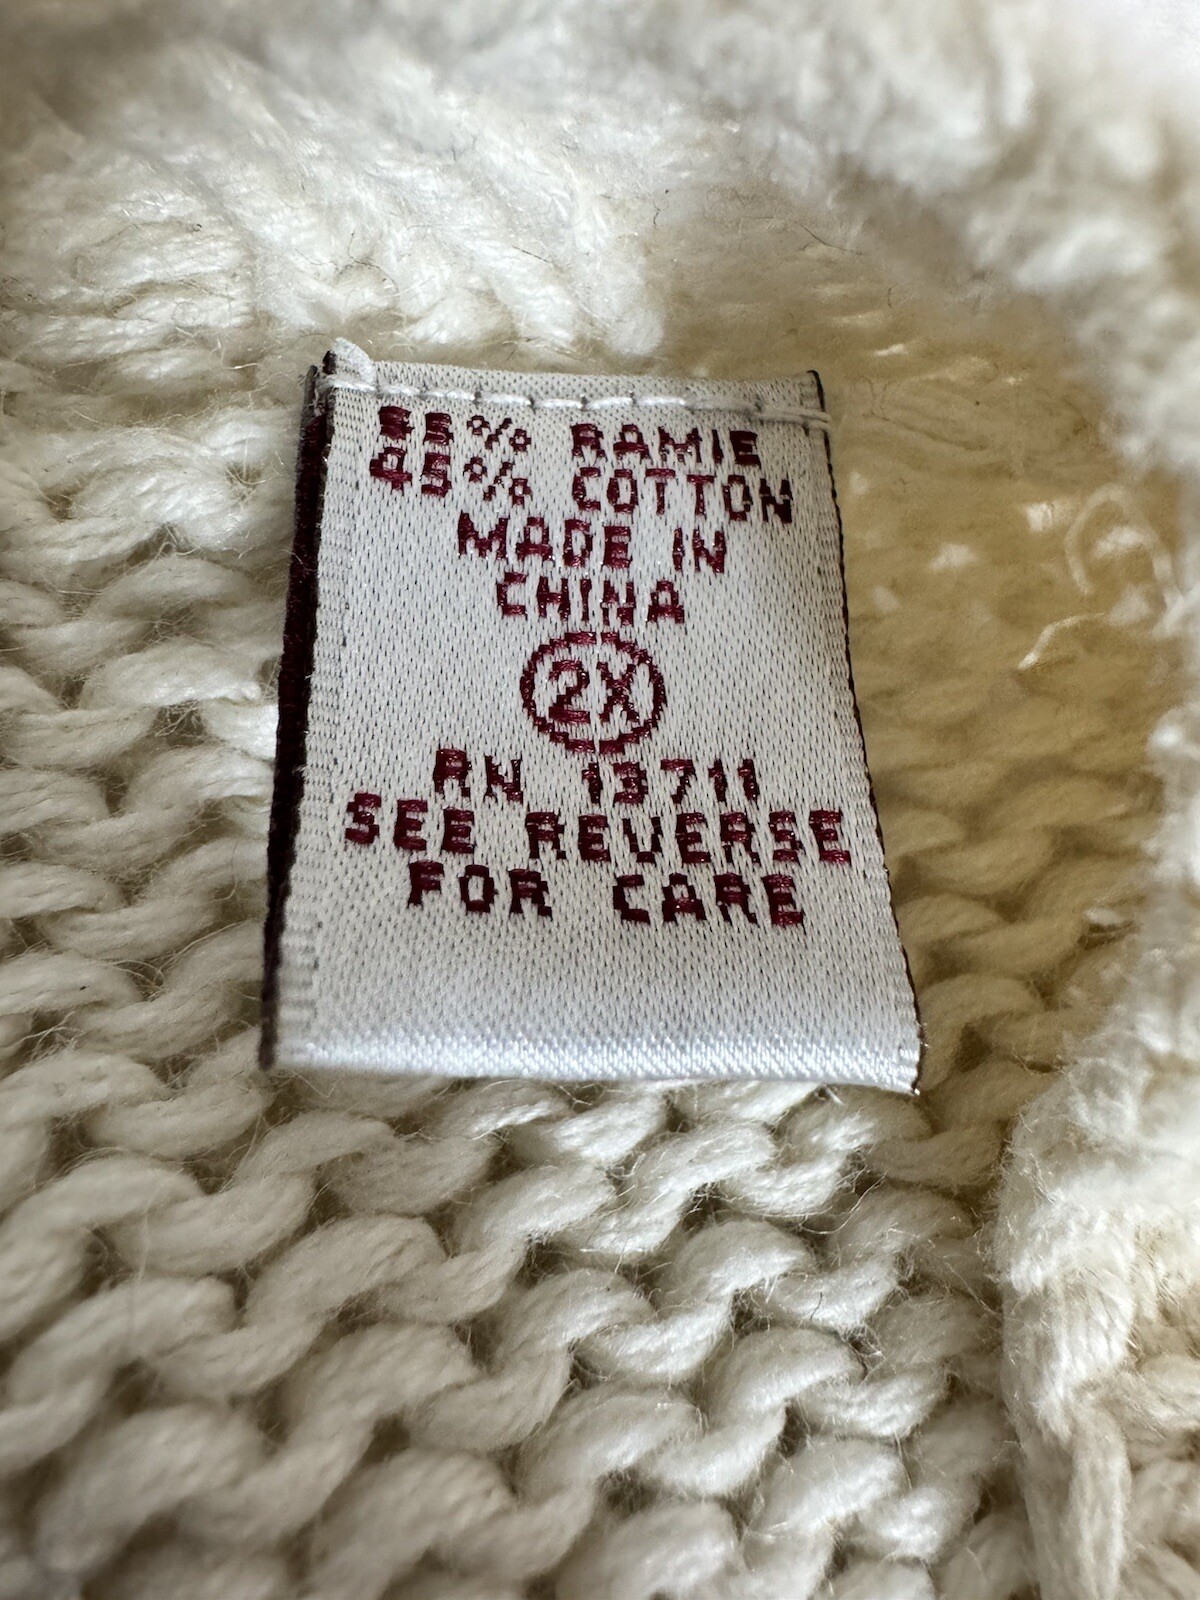 55% RAMIE
45% COTTON
MADE IN
CHINA
2X
RN 13711
SEE REVERSE
FOR CARE